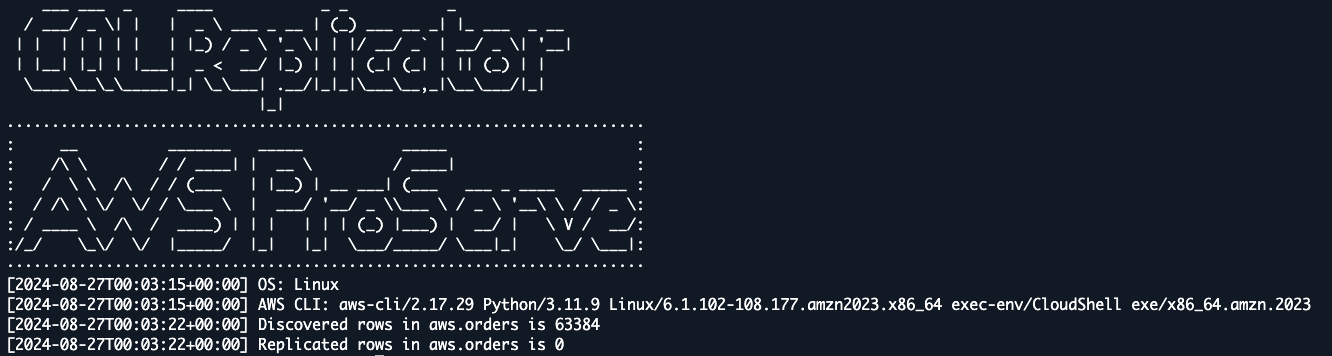 CQLReplicator
AWS ProServe
[2024-08-27T00:03:15+00:00] OS: Linux
[2024-08-27T00:03:15+00:00] AWS CLI: aws-cli/2.17.29 Python/3.11.9 Linux/6.1.102-108.177.amzn2023.x86_64 exec-env/CloudShell exe/x86_64.amzn.2023
[2024-08-27T00:03:22+00:00] Discovered rows in aws.orders is 63384
[2024-08-27T00:03:22+00:00] Replicated rows in aws.orders is 0